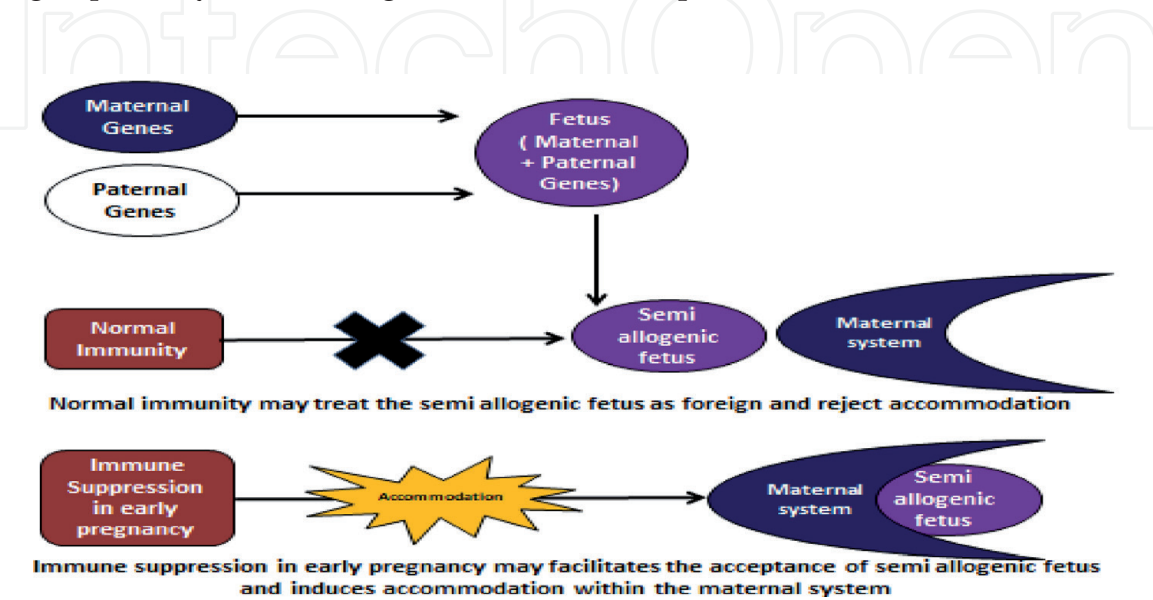 IntechOpen
Maternal
Genes
Fetus
( Maternal
+ Paternal
Genes)
Paternal
Genes
Normal
Immunity
Semi
allogenic
fetus
Maternal
system
Normal immunity may treat the semi allogenic fetus as foreign and reject accommodation
Immune
Suppression
in early
pregnancy
Accommodation
Maternal
system
Semi
allogenic
fetus
Immune suppression in early pregnancy may facilitates the acceptance of semi allogenic fetus
and induces accommodation within the maternal system